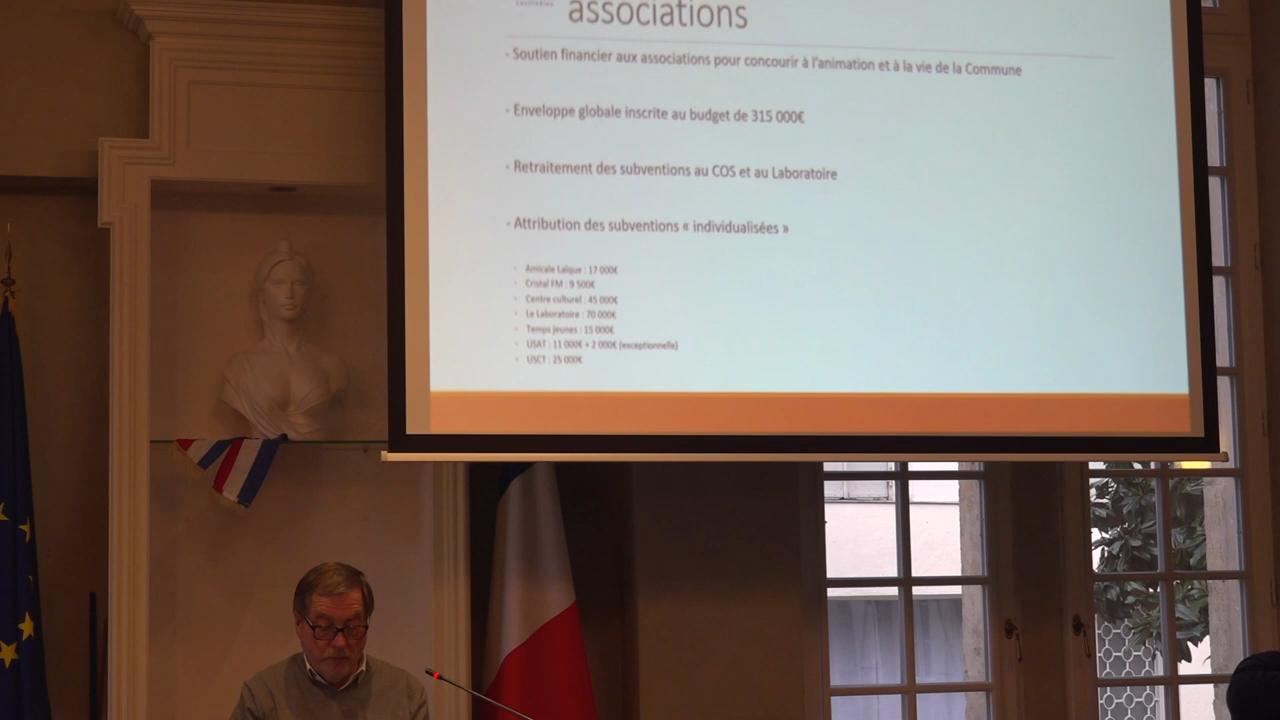 associations
- Soutien financier aux associations pour concourir à l'animation et à la vie de la Commune
- Enveloppe globale inscrite au budget de 315 000€
- Retraitement des subventions au COS et au Laboratoire
- Attribution des subventions « individualisées »
- Amicale Laïque : 17 000€
- Cristal FM : 9 500€
- Centre culturel : 45 000€
- Le Laboratoire : 70 000€
- Temps jeunes : 15 000€
- USAT : 11 000€ + 2 000€ (exceptionnelle)
- USCT : 25 000€